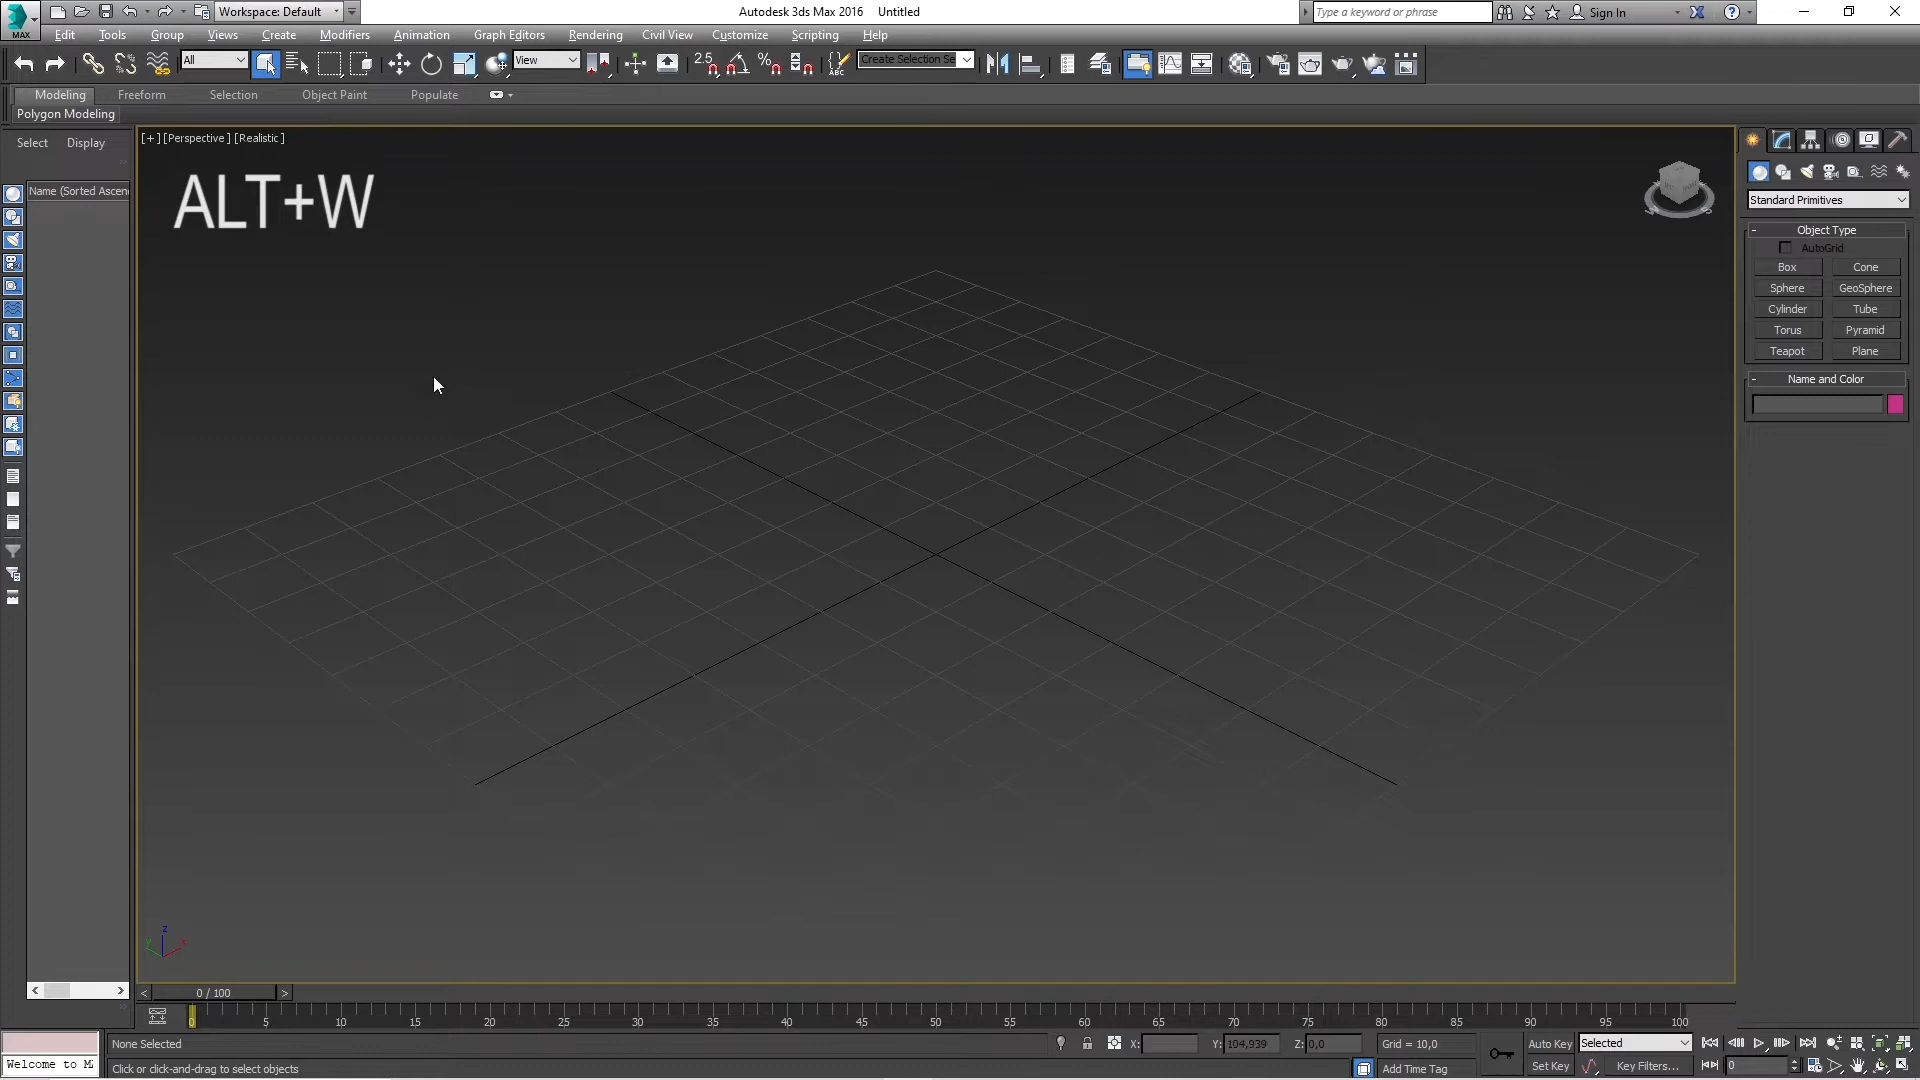 Workspace: Default
Autodesk 3ds Max 2016 Untitled
Type a keyword or phrase
Sign In
MAX
Edit Tools Group Views Create Modifiers Animation Graph Editors Rendering Civil View Customize Scripting Help
All
View
2.5
%
ABC
Create Selection Se
Modeling Freeform Selection Object Paint Populate
Polygon Modeling
Select Display
[+] [Perspective] [Realistic]
Name (Sorted Ascen
ALT+W
Standard Primitives
- Object Type
AutoGrid
Box Cone
Sphere GeoSphere
Cylinder Tube
Torus Pyramid
Teapot Plane
- Name and Color
z
y x
< >
< 0 / 100 >
0 5 10 15 20 25 30 35 40 45 50 55 60 65 70 75 80 85 90 95 100
None Selected
X: Y: 104,939 Z: 0,0 Grid = 10,0
Auto Key Selected
Welcome to M
Click or click-and-drag to select objects
Add Time Tag
Set Key Key Filters...
0